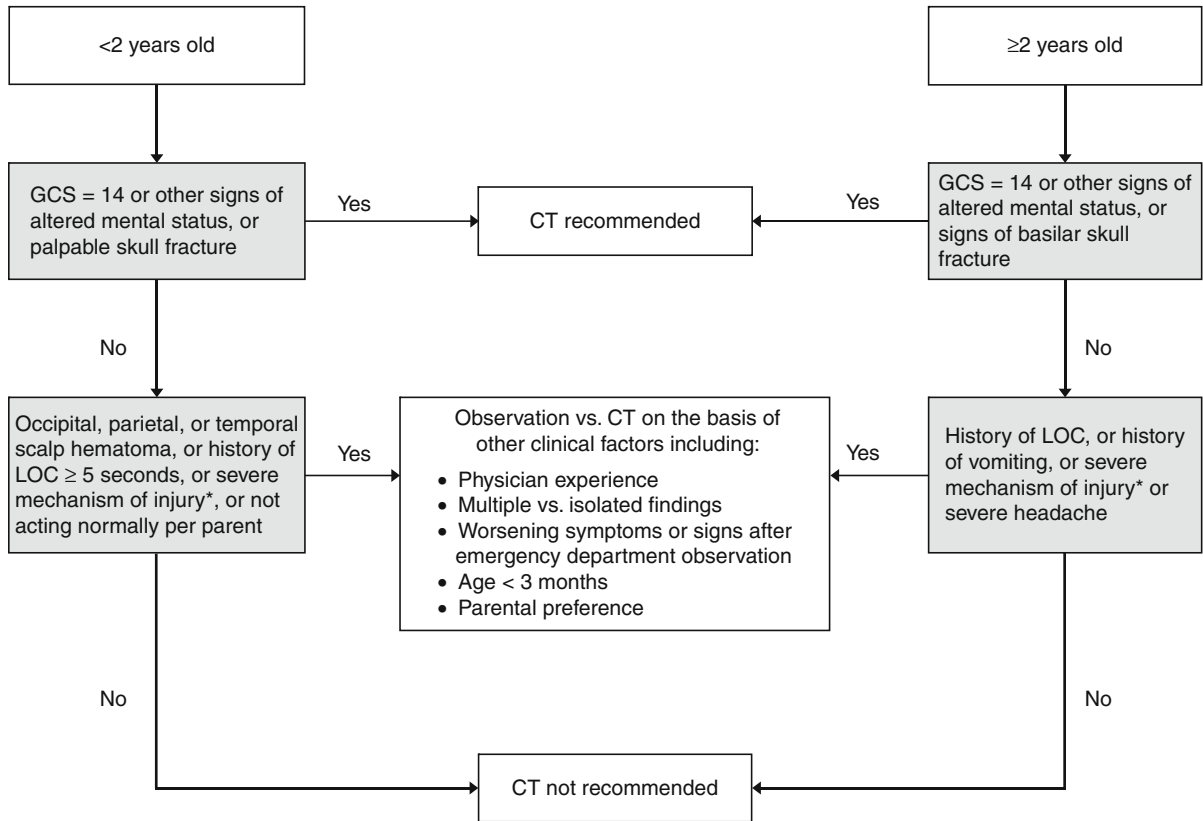 <2 years old
≥2 years old
GCS = 14 or other signs of
altered mental status, or
palpable skull fracture
Yes
CT recommended
Yes
GCS = 14 or other signs of
altered mental status, or
signs of basilar skull
fracture
No
No
Occipital, parietal, or temporal
scalp hematoma, or history of
LOC ≥ 5 seconds, or severe
mechanism of injury*, or not
acting normally per parent
Yes
Observation vs. CT on the basis of
other clinical factors including:
• Physician experience
• Multiple vs. isolated findings
• Worsening symptoms or signs after
emergency department observation
• Age < 3 months
• Parental preference
Yes
History of LOC, or history
of vomiting, or severe
mechanism of injury* or
severe headache
No
No
CT not recommended